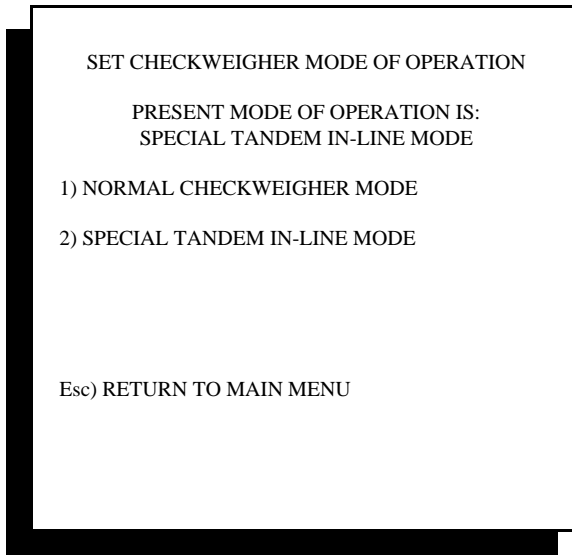 SET CHECKWEIGHER MODE OF OPERATION
PRESENT MODE OF OPERATION IS:
SPECIAL TANDEM IN-LINE MODE
1) NORMAL CHECKWEIGHER MODE
2) SPECIAL TANDEM IN-LINE MODE
Esc) RETURN TO MAIN MENU